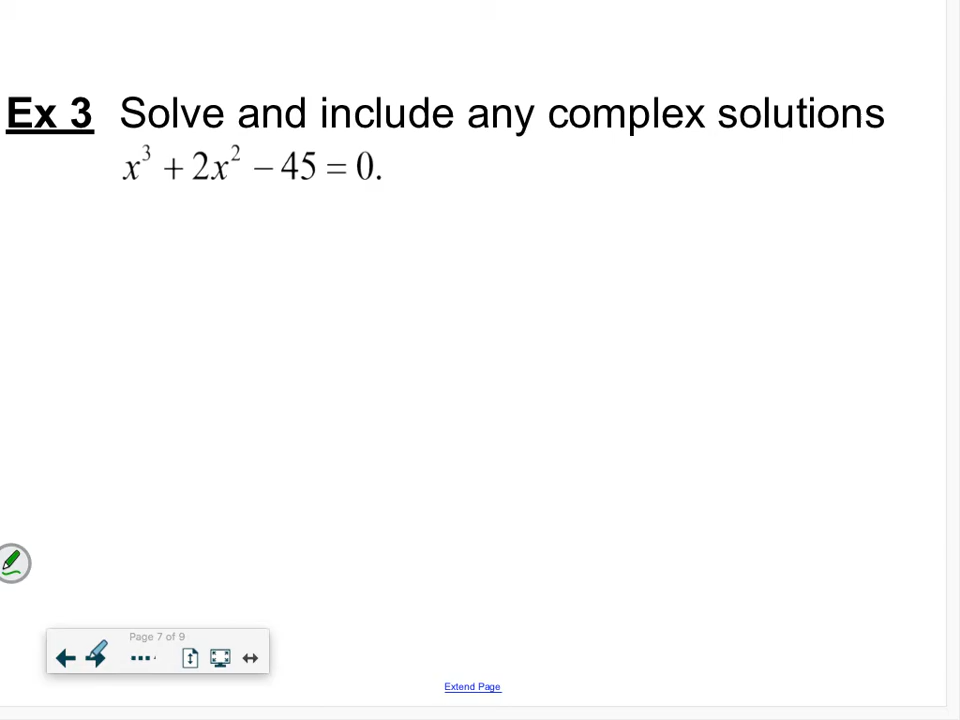 Ex 3 Solve and include any complex solutions
x³ + 2x² − 45 = 0.
Page 7 of 9
Extend Page